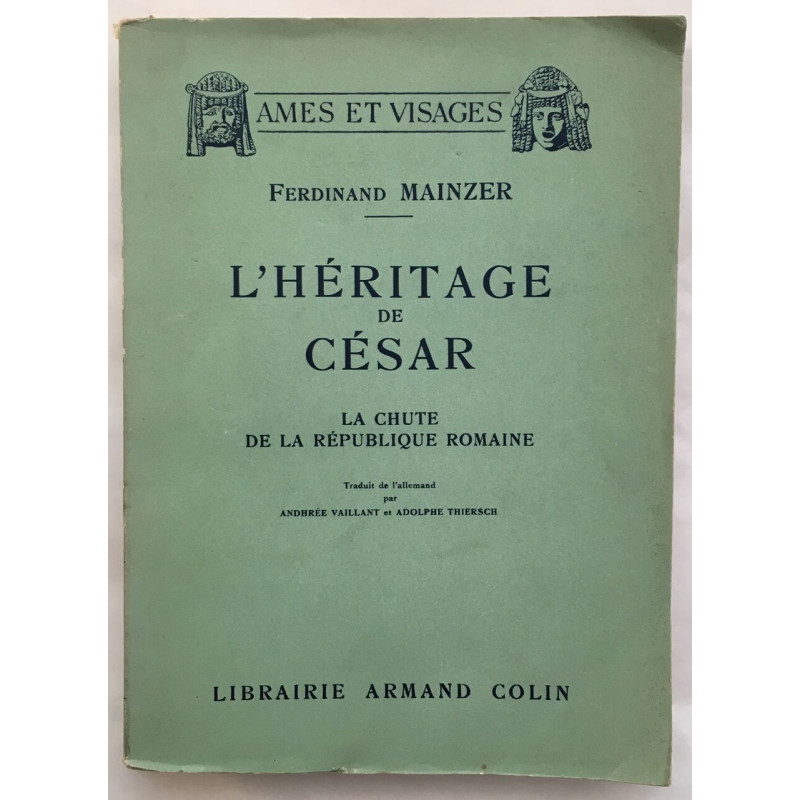 AMES ET VISAGES
FERDINAND MAINZER
L'HÉRITAGE
DE
CÉSAR
LA CHUTE
DE LA RÉPUBLIQUE ROMAINE
Traduit de l'allemand
par
ANDHRÉE VAILLANT et ADOLPHE THIERSCH
LIBRAIRIE ARMAND COLIN